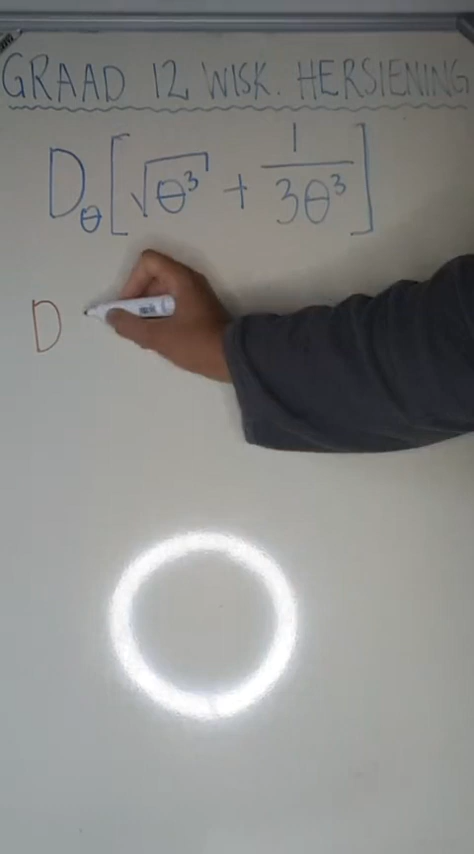 GRAAD 12 WISK. HERSIENING
D_θ [√θ³ + 1/3θ³]
D